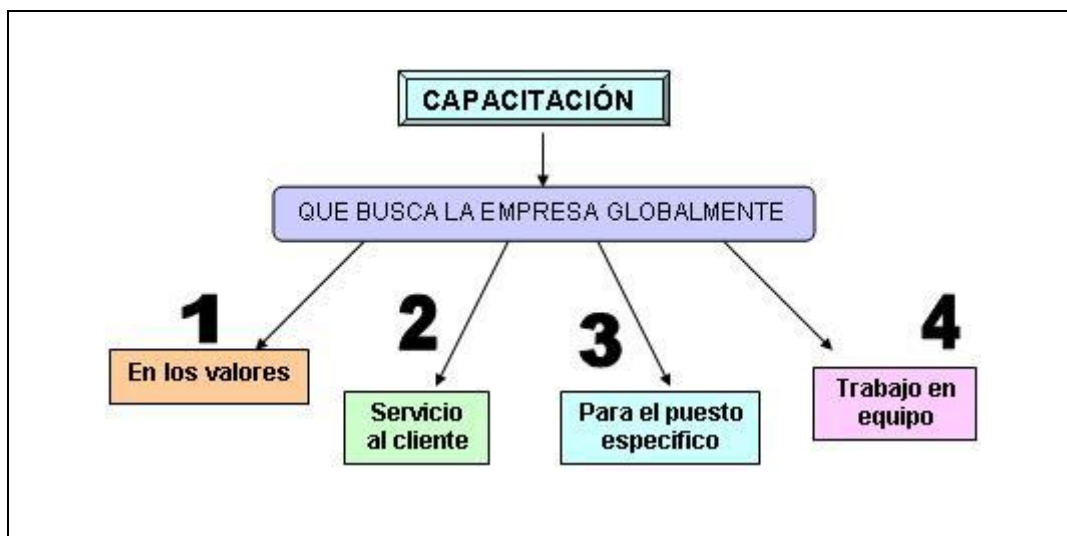 CAPACITACIÓN
QUE BUSCA LA EMPRESA GLOBALMENTE
1
En los valores
2
Servicio
al cliente
3
Para el puesto
especifico
4
Trabajo en
equipo